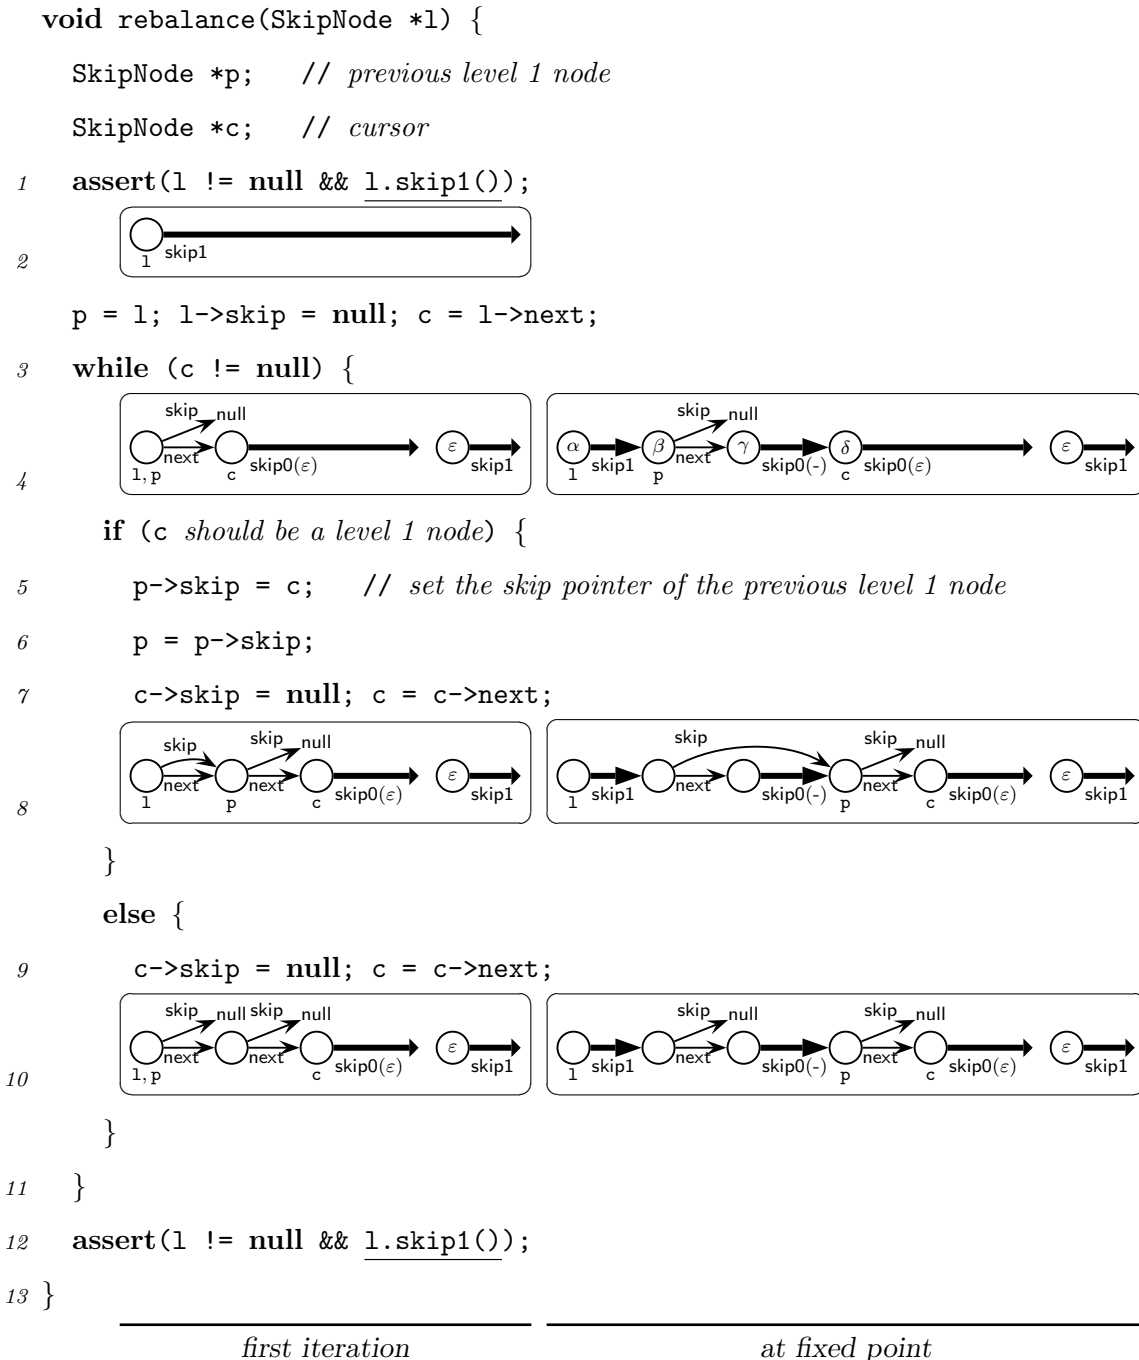 void rebalance(SkipNode *l) {
SkipNode *p; // previous level 1 node
SkipNode *c; // cursor
1 assert(l != null && l.skip1());
2 l skip1
p = l; l->skip = null; c = l->next;
3 while (c != null) {
skip null skip null
α β γ δ ε ε
4 l, p next c skip0(ε) skip1 l skip1 p next skip0(-) c skip0(ε) skip1
if (c should be a level 1 node) {
5 p->skip = c; // set the skip pointer of the previous level 1 node
6 p = p->skip;
7 c->skip = null; c = c->next;
skip skip null skip skip null
ε ε
8 l next p next c skip0(ε) skip1 l skip1 next skip0(-) p next c skip0(ε) skip1
}
else {
9 c->skip = null; c = c->next;
skip null skip null skip null skip null
ε ε
10 l, p next next c skip0(ε) skip1 l skip1 next skip0(-) p next c skip0(ε) skip1
}
11 }
12 assert(l != null && l.skip1());
13 }
first iteration at fixed point